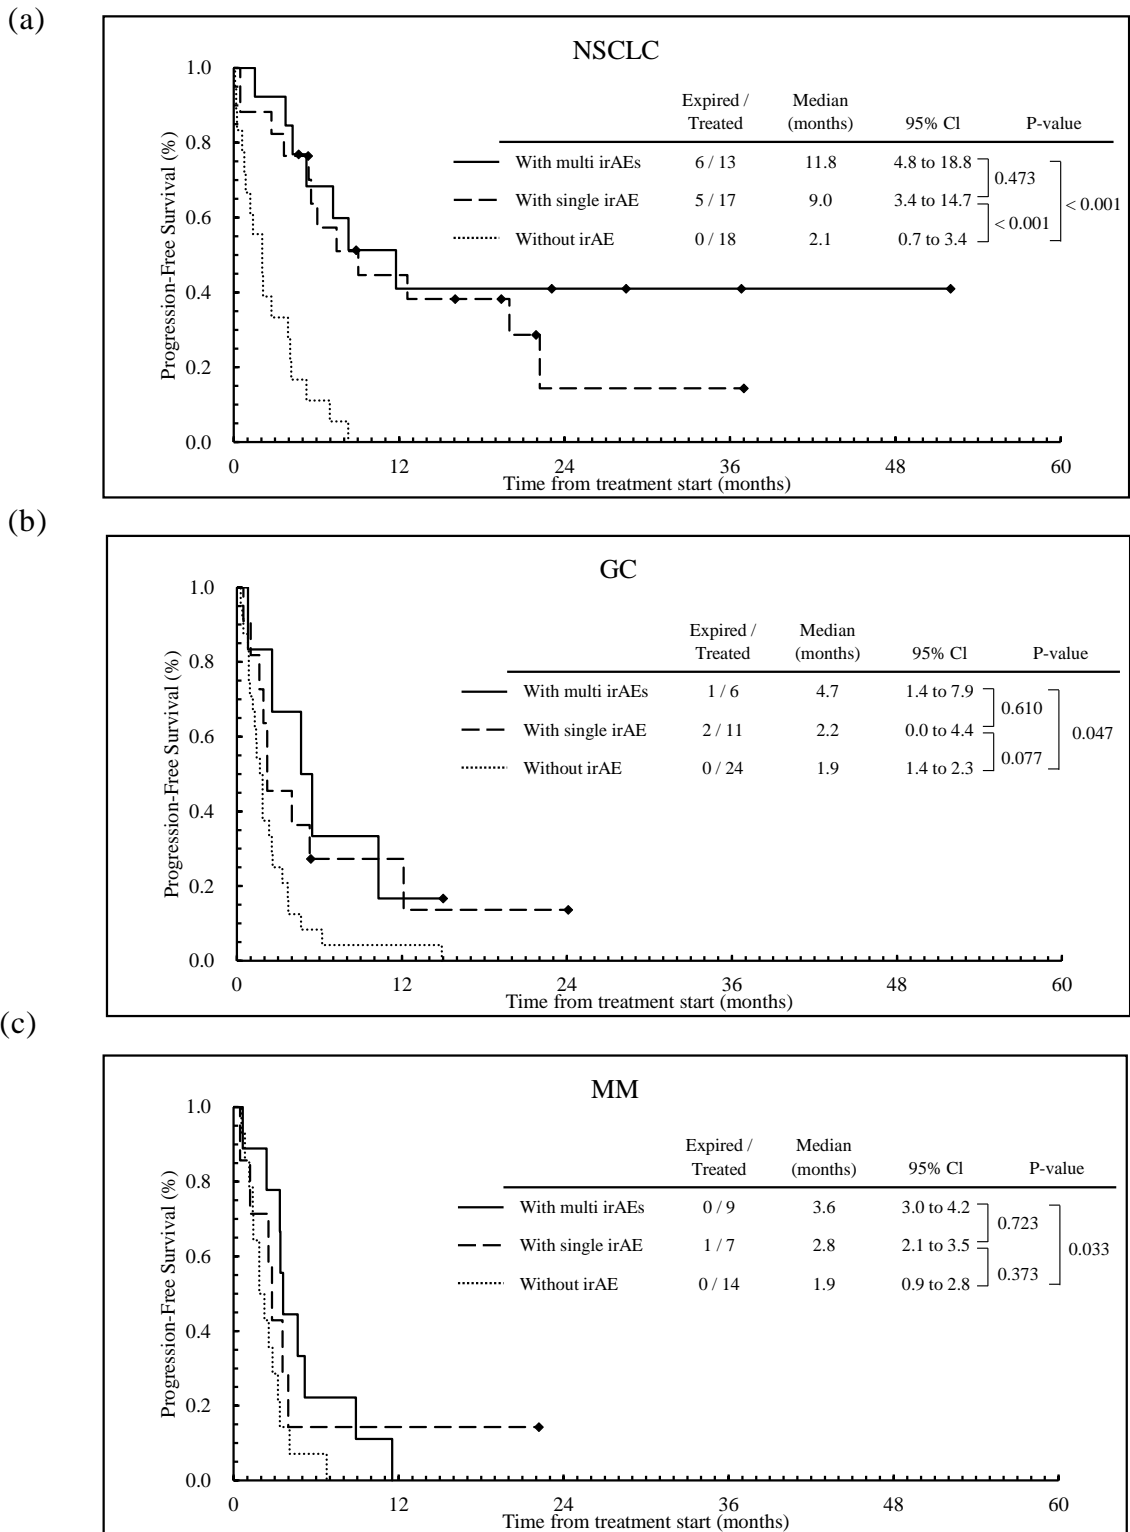 (a)
NSCLC
Expired / Median
Treated (months) 95% Cl P-value
With multi irAEs 6 / 13 11.8 4.8 to 18.8
0.473
With single irAE 5 / 17 9.0 3.4 to 14.7 < 0.001
< 0.001
Without irAE 0 / 18 2.1 0.7 to 3.4
Progression-Free Survival (%)
1.0
0.8
0.6
0.4
0.2
0.0
0 12 24 36 48 60
Time from treatment start (months)
(b)
GC
Expired / Median
Treated (months) 95% Cl P-value
With multi irAEs 1 / 6 4.7 1.4 to 7.9
0.610
With single irAE 2 / 11 2.2 0.0 to 4.4 0.047
0.077
Without irAE 0 / 24 1.9 1.4 to 2.3
Progression-Free Survival (%)
1.0
0.8
0.6
0.4
0.2
0.0
0 12 24 36 48 60
Time from treatment start (months)
(c)
MM
Expired / Median
Treated (months) 95% Cl P-value
With multi irAEs 0 / 9 3.6 3.0 to 4.2
0.723
With single irAE 1 / 7 2.8 2.1 to 3.5 0.033
0.373
Without irAE 0 / 14 1.9 0.9 to 2.8
Progression-Free Survival (%)
1.0
0.8
0.6
0.4
0.2
0.0
0 12 24 36 48 60
Time from treatment start (months)